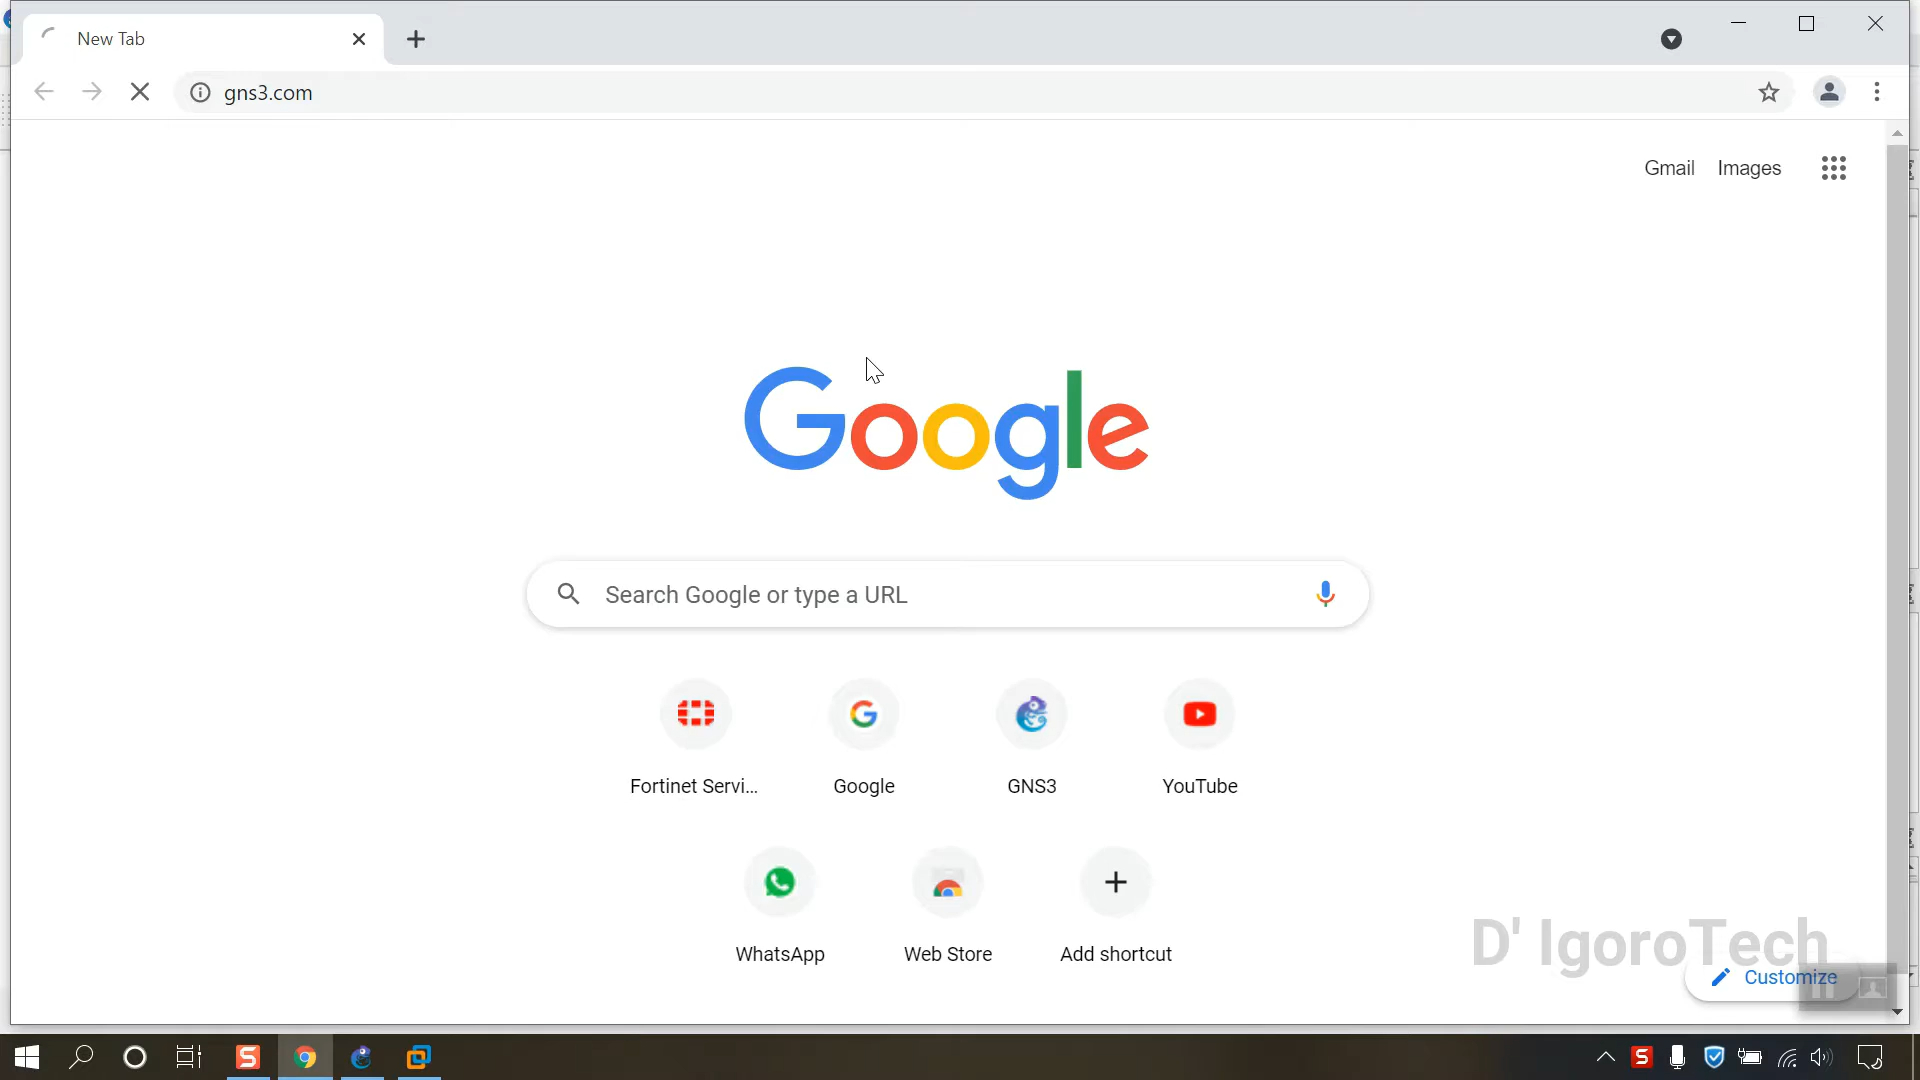 New Tab
gns3.com
Gmail Images
Google
Search Google or type a URL
Fortinet Servi... Google GNS3 YouTube
WhatsApp Web Store Add shortcut
D' IgoroTech
Customize